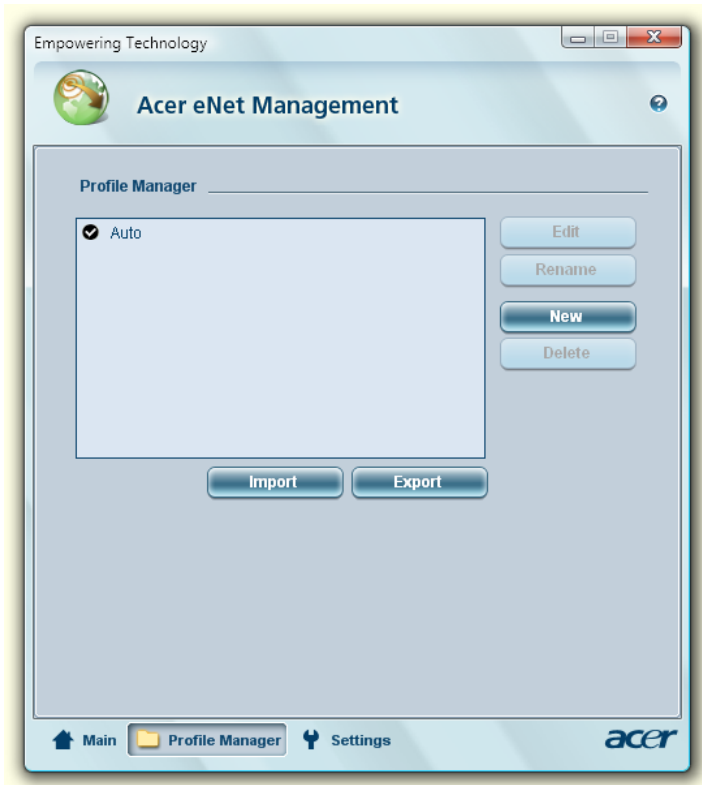 Empowering Technology
Acer eNet Management
Profile Manager
Auto
Edit
Rename
New
Delete
Import Export
Main Profile Manager Settings acer